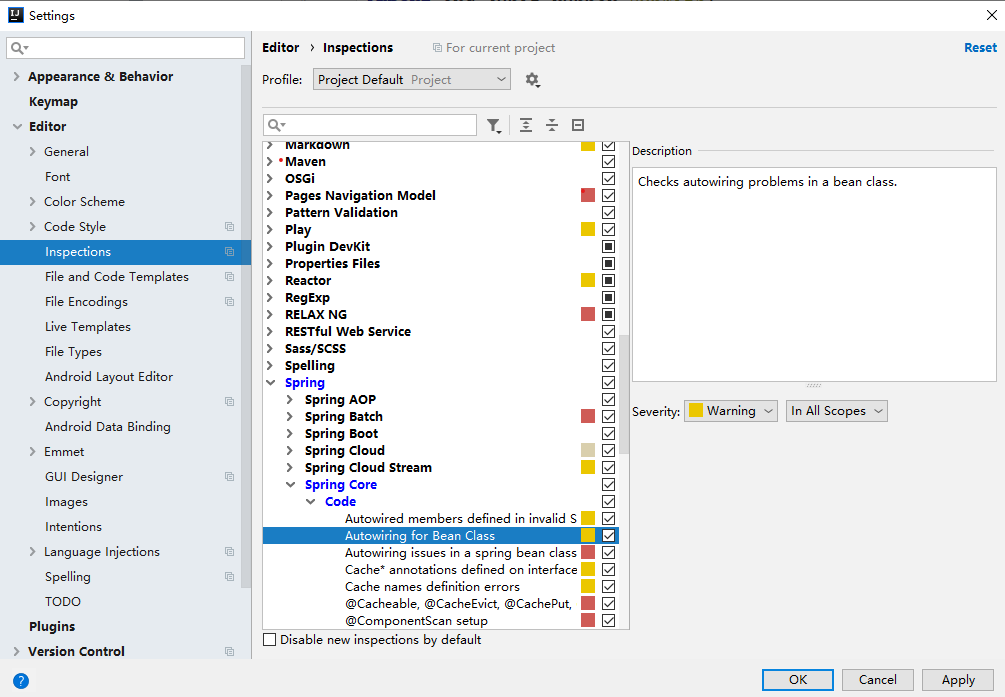 Settings
Appearance & Behavior
Keymap
Editor
General
Font
Color Scheme
Code Style
Inspections
File and Code Templates
File Encodings
Live Templates
File Types
Android Layout Editor
Copyright
Android Data Binding
Emmet
GUI Designer
Images
Intentions
Language Injections
Spelling
TODO
Plugins
Version Control
?
Editor › Inspections For current project Reset
Profile: Project Default Project
Markdown
Maven
OSGi
Pages Navigation Model
Pattern Validation
Play
Plugin DevKit
Properties Files
Reactor
RegExp
RELAX NG
RESTful Web Service
Sass/SCSS
Spelling
Spring
Spring AOP
Spring Batch
Spring Boot
Spring Cloud
Spring Cloud Stream
Spring Core
Code
Autowired members defined in invalid S
Autowiring for Bean Class
Autowiring issues in a spring bean class
Cache* annotations defined on interface
Cache names definition errors
@Cacheable, @CacheEvict, @CachePut,
@ComponentScan setup
Disable new inspections by default
Description
Checks autowiring problems in a bean class.
Severity: Warning In All Scopes
OK Cancel Apply